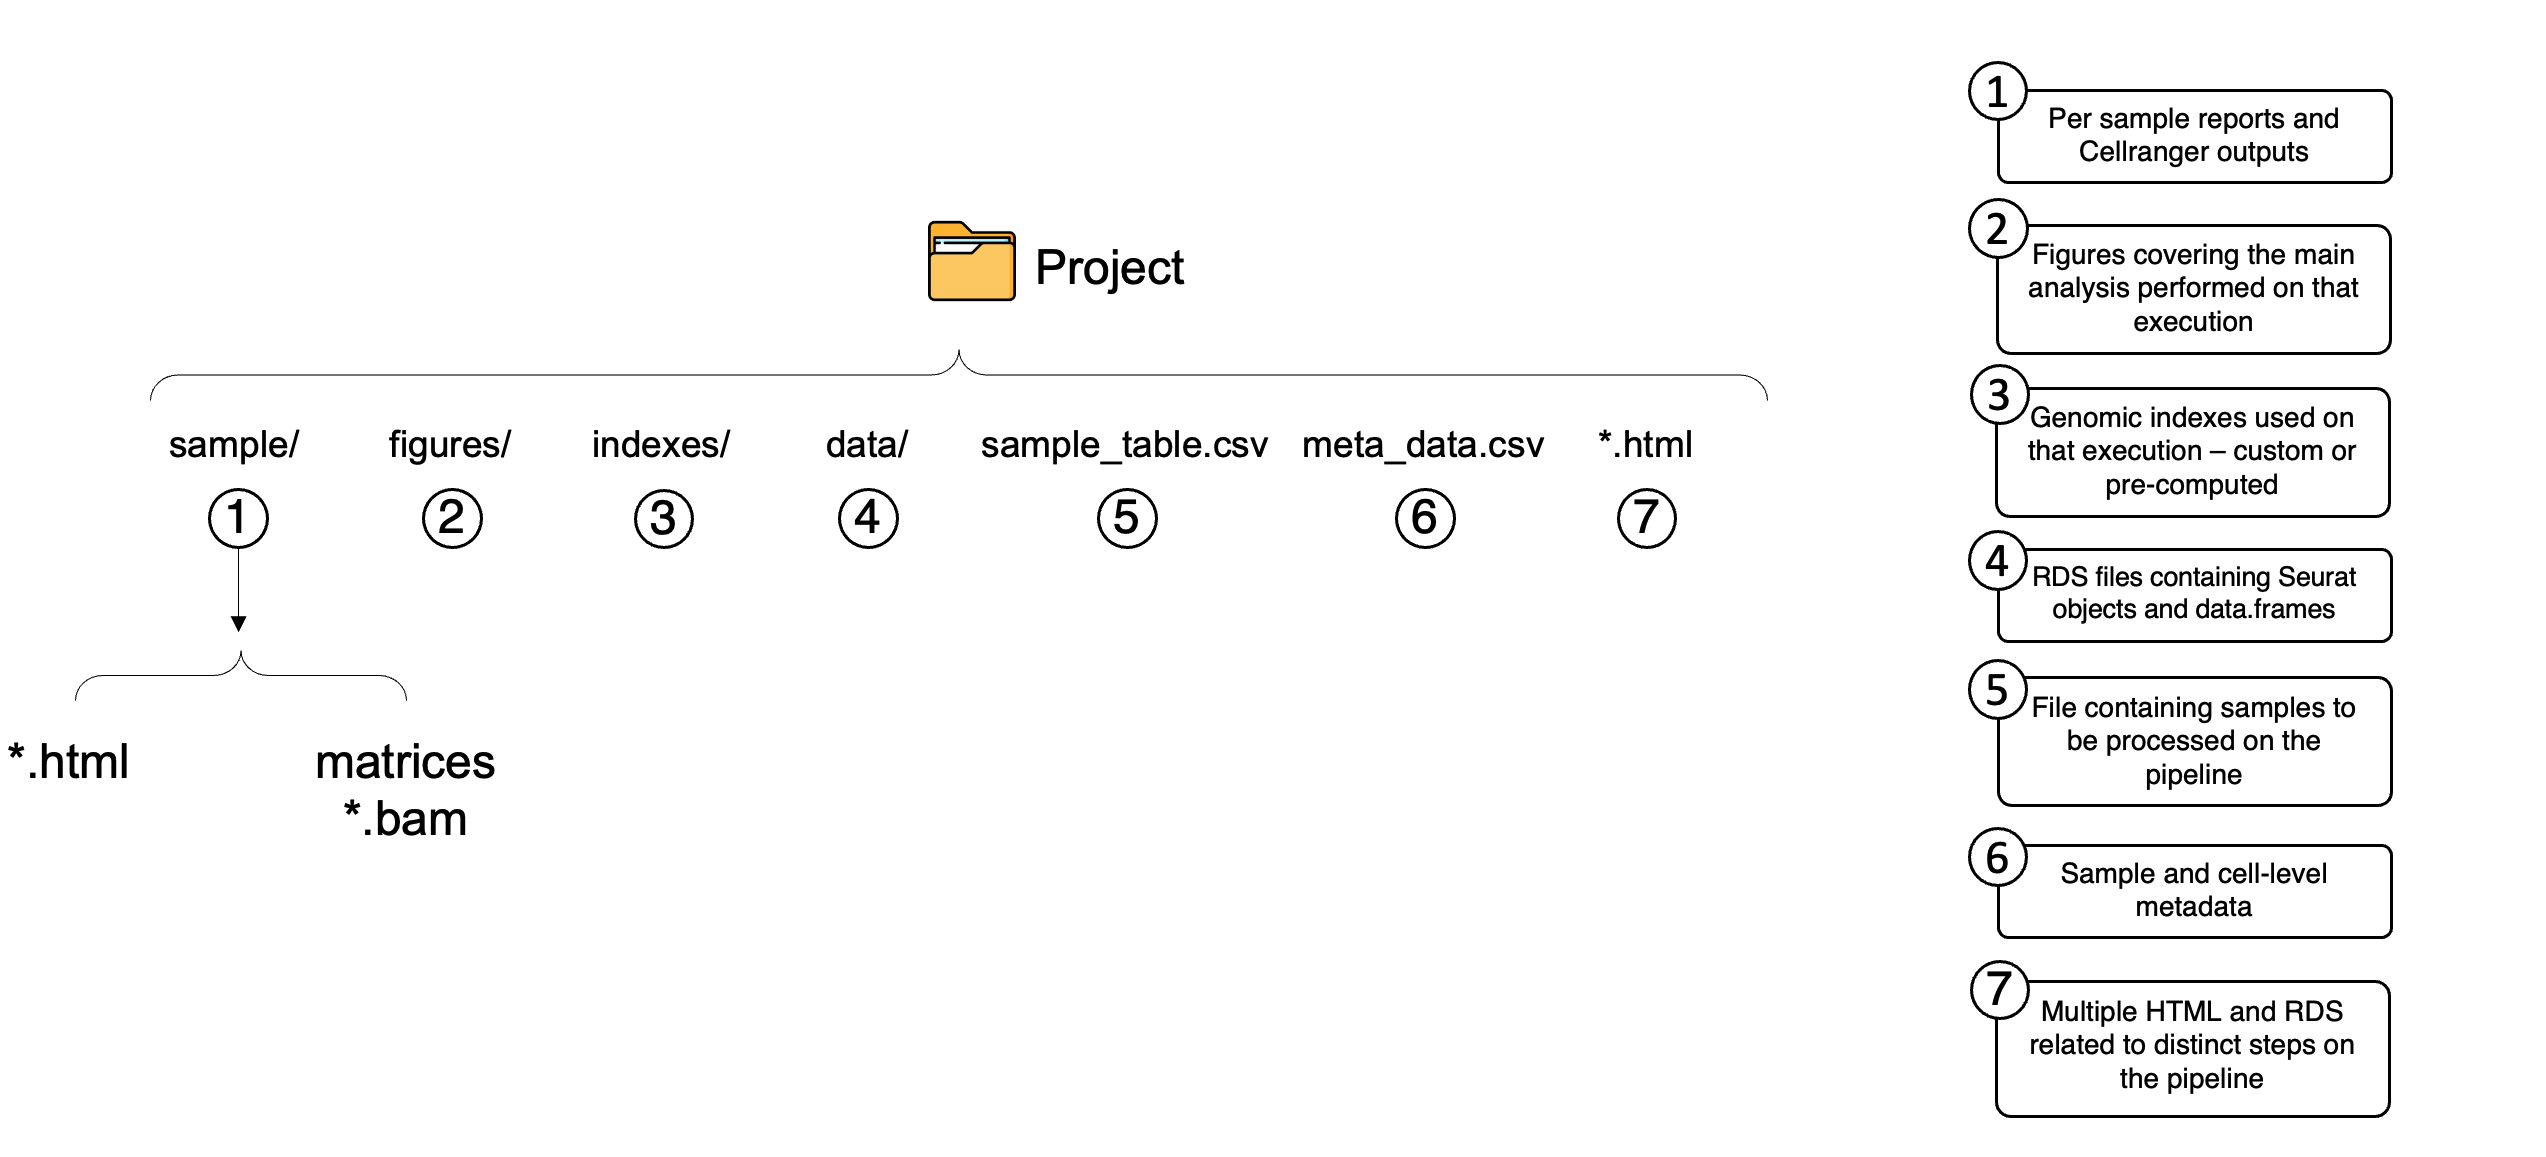 Project
sample/ figures/ indexes/ data/ sample_table.csv meta_data.csv *.html
1 2 3 4 5 6 7
*.html matrices
*.bam
1
Per sample reports and
Cellranger outputs
2
Figures covering the main
analysis performed on that
execution
3
Genomic indexes used on
that execution – custom or
pre-computed
4
RDS files containing Seurat
objects and data.frames
5
File containing samples to
be processed on the
pipeline
6
Sample and cell-level
metadata
7
Multiple HTML and RDS
related to distinct steps on
the pipeline